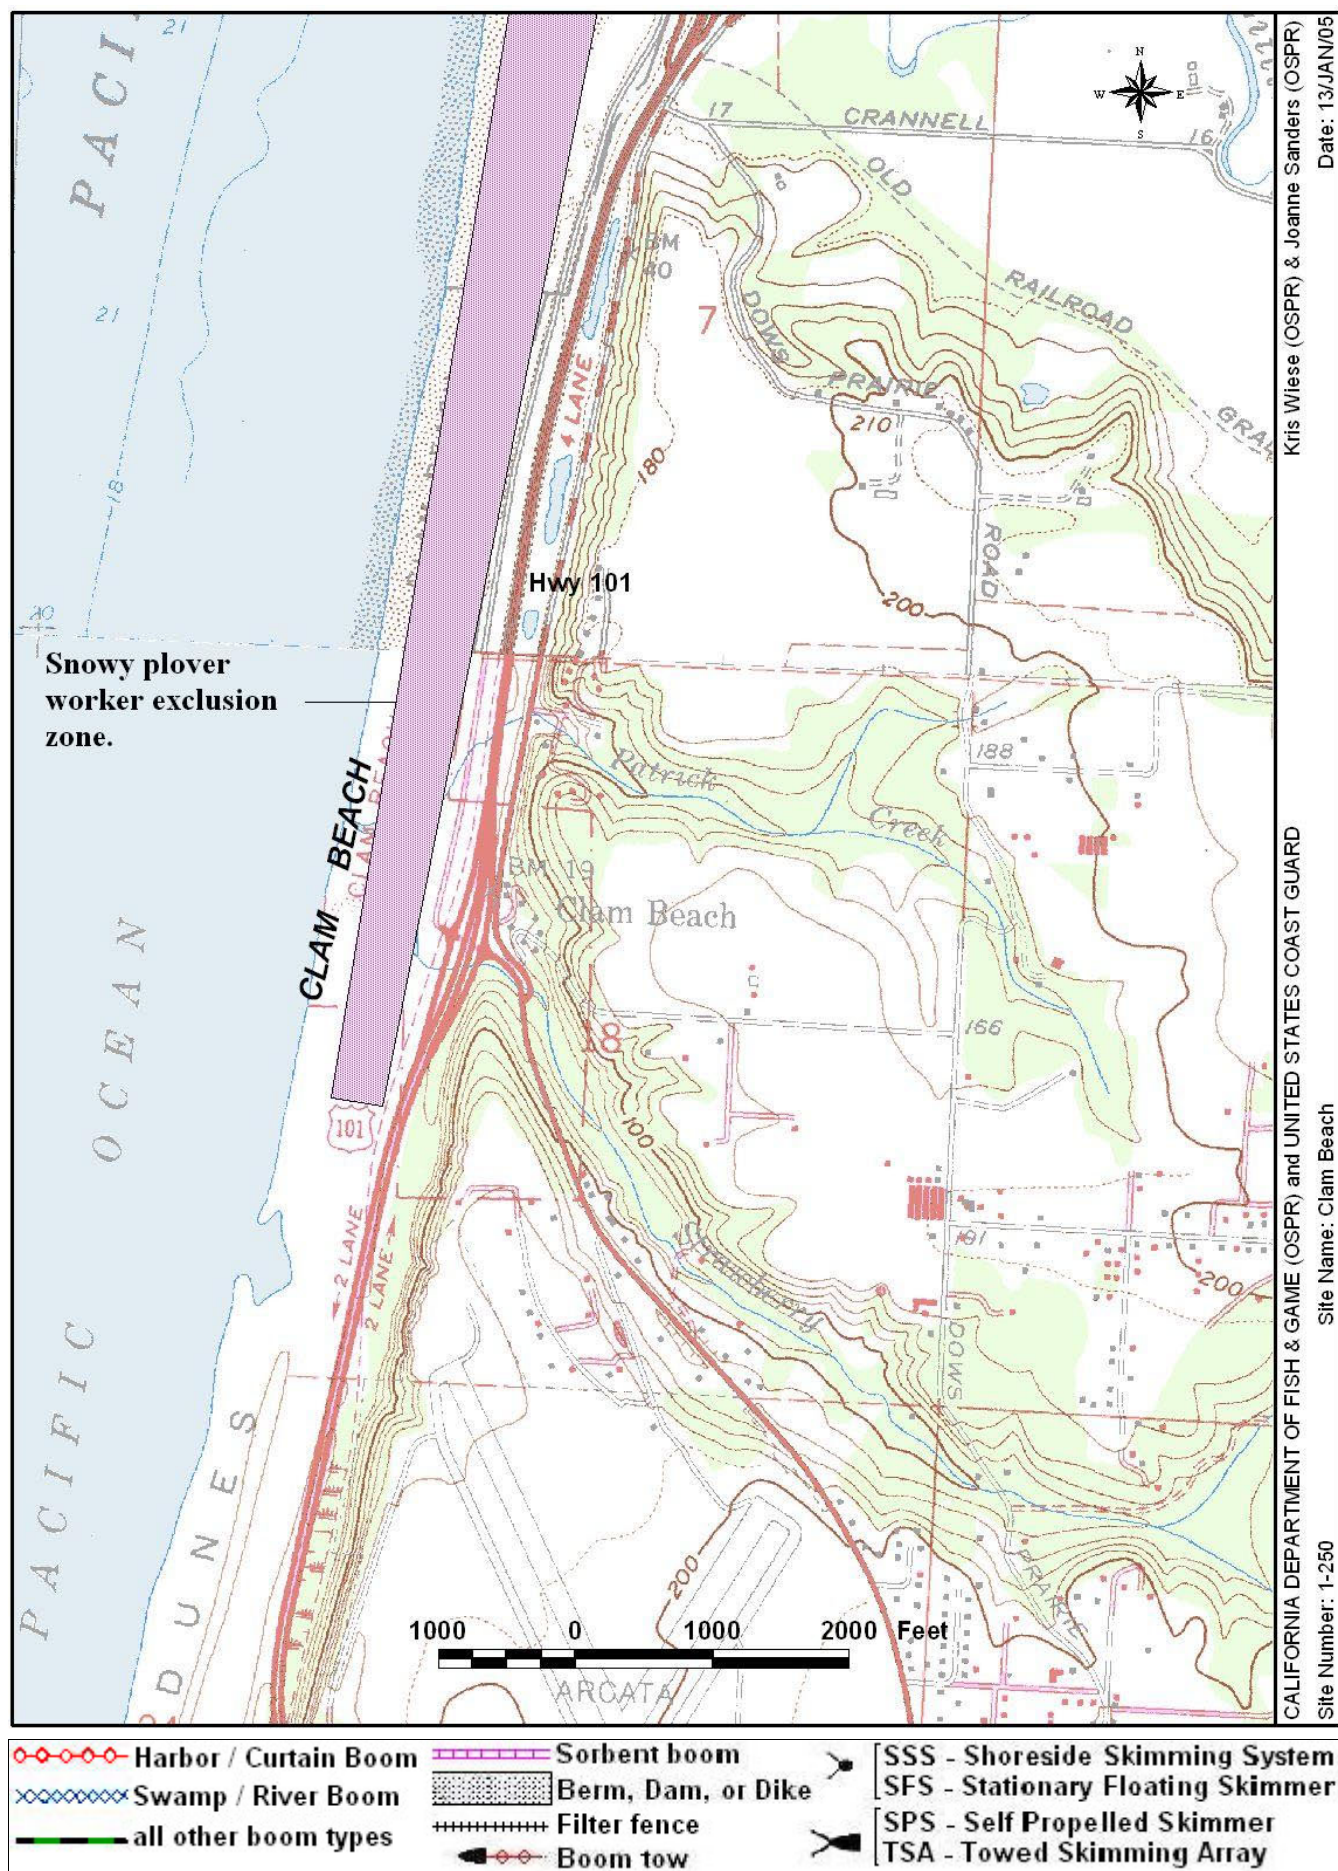 PACI
21
17
CRANNELL
16
N
W E
S
OLD
RAILROAD
GRA
BM
40
7
DOWS
PRAIRIE
210
21
4 LANE
180
18
ROAD
Hwy 101
200
20
Snowy plover
worker exclusion
zone.
CLAM BEACH
CLAM BEACH
Patrick
Creek
188
BM 19
Clam Beach
PACIFIC OCEAN
166
18
100
101
2 LANE
2 LANE
Strawberry
181
200
DOWS
PRAIRIE
DUNES
200
1000 0 1000 2000 Feet
ARCATA
CALIFORNIA DEPARTMENT OF FISH & GAME (OSPR) and UNITED STATES COAST GUARD
Kris Wiese (OSPR) & Joanne Sanders (OSPR)
Site Number: 1-250
Site Name: Clam Beach
Date: 13/JAN/05
Harbor / Curtain Boom
Swamp / River Boom
all other boom types
Sorbent boom
Berm, Dam, or Dike
Filter fence
Boom tow
SSS - Shoreside Skimming System
SFS - Stationary Floating Skimmer
SPS - Self Propelled Skimmer
TSA - Towed Skimming Array